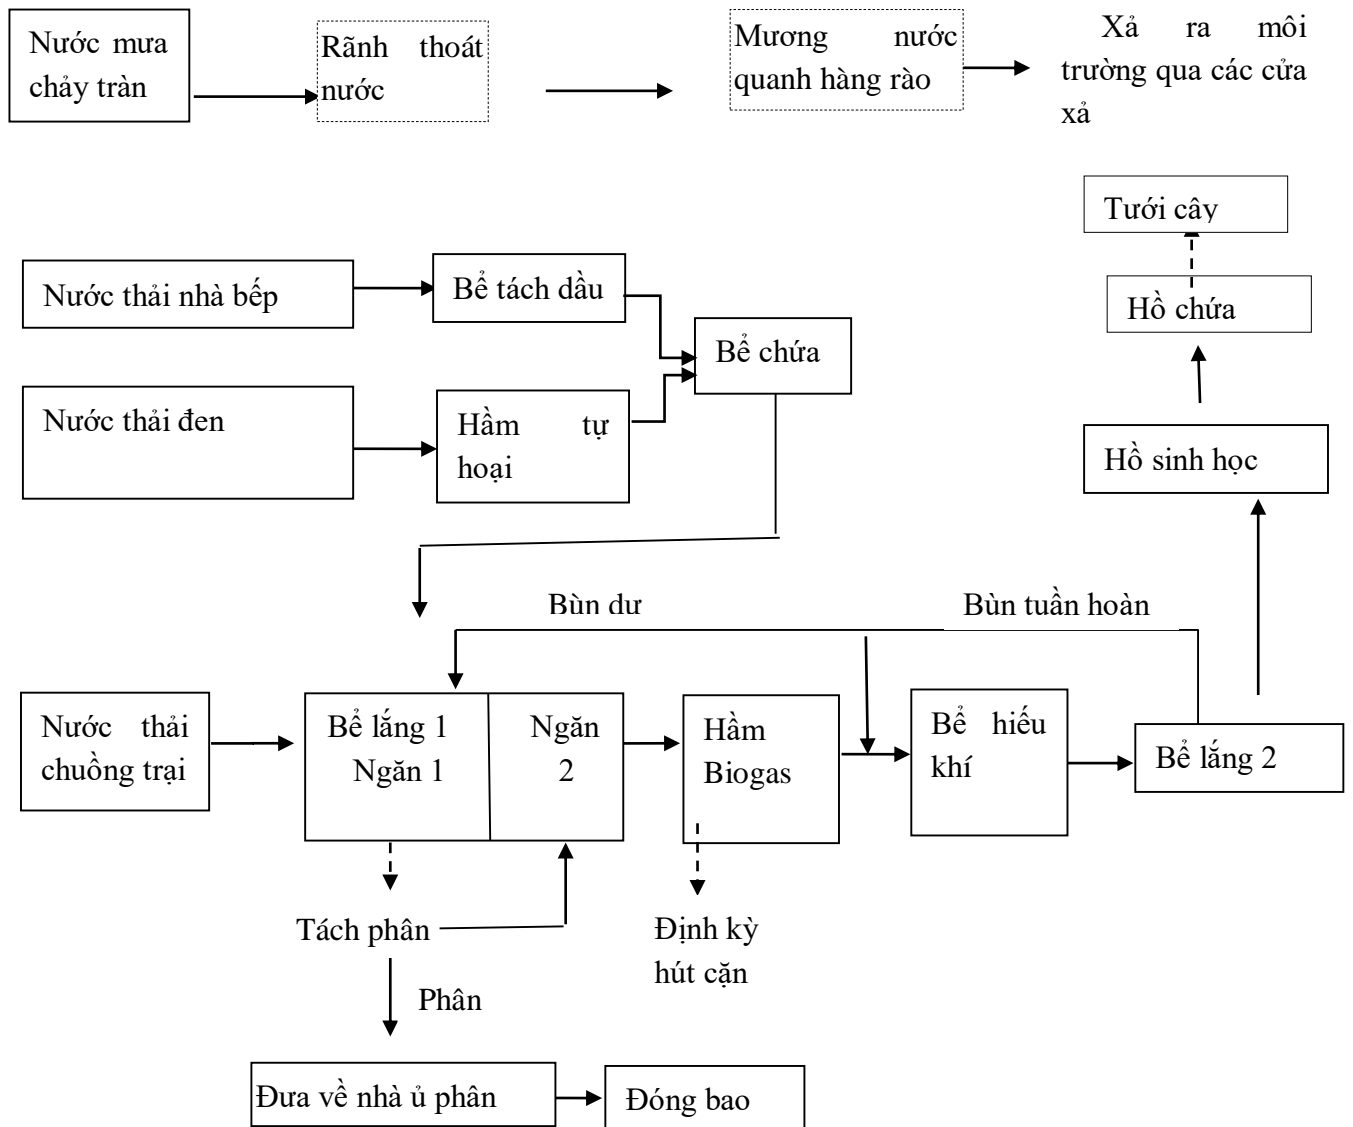 Nước mưa
chảy tràn
Rãnh thoát
nước
Mương nước
quanh hàng rào
Xả ra môi
trường qua các cửa
xả
Tưới cây
Hồ chứa
Hồ sinh học
Nước thải nhà bếp
Bể tách dầu
Bể chứa
Nước thải đen
Hầm tự
hoại
Bùn dư
Bùn tuần hoàn
Nước thải
chuồng trại
Bể lắng 1
Ngăn 1
Ngăn
2
Hầm
Biogas
Bể hiếu
khí
Bể lắng 2
Tách phân
Định kỳ
hút cặn
Phân
Đưa về nhà ủ phân
Đóng bao